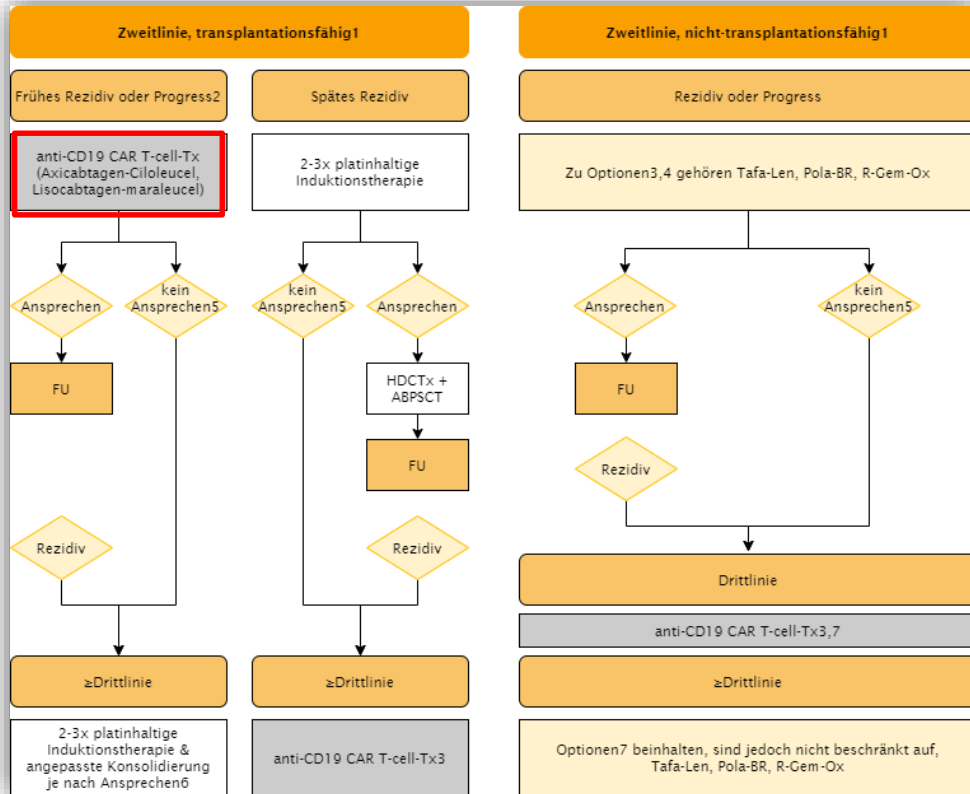 Zweitlinie, transplantationsfähig1
Zweitlinie, nicht-transplantationsfähig1
Frühes Rezidiv oder Progress2
Spätes Rezidiv
Rezidiv oder Progress
anti-CD19 CAR T-cell-Tx
(Axicabtagen-Ciloleucel,
Lisocabtagen-maraleucel)
2-3x platinhaltige
Induktionstherapie
Zu Optionen3,4 gehören Tafa-Len, Pola-BR, R-Gem-Ox
Ansprechen
kein
Ansprechen5
kein
Ansprechen5
Ansprechen
Ansprechen
kein
Ansprechen5
FU
HDCTx +
ABPSCT
FU
FU
Rezidiv
Rezidiv
Rezidiv
Drittlinie
anti-CD19 CAR T-cell-Tx3,7
≥Drittlinie
≥Drittlinie
≥Drittlinie
2-3x platinhaltige
Induktionstherapie &
angepasste Konsolidierung
je nach Ansprechen6
anti-CD19 CAR T-cell-Tx3
Optionen7 beinhalten, sind jedoch nicht beschränkt auf,
Tafa-Len, Pola-BR, R-Gem-Ox